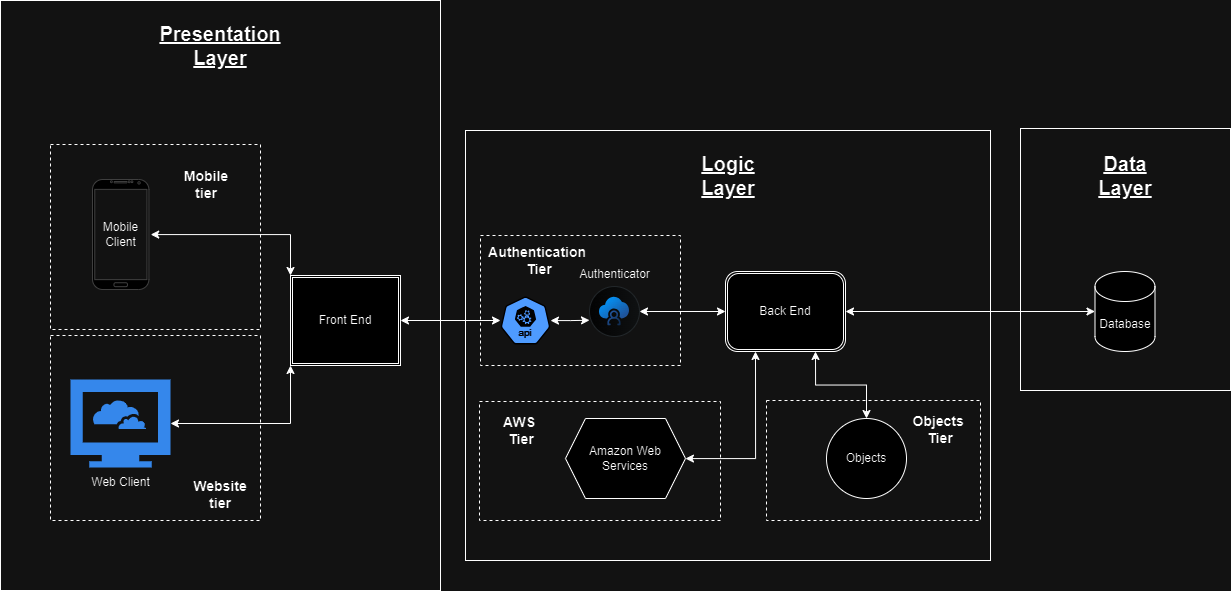 Presentation
Layer
Mobile
tier
Mobile
Client
Front End
Web Client
Website
tier
Logic
Layer
Authentication
Tier
Authenticator
api
Back End
AWS
Tier
Amazon Web
Services
Objects
Tier
Objects
Data
Layer
Database